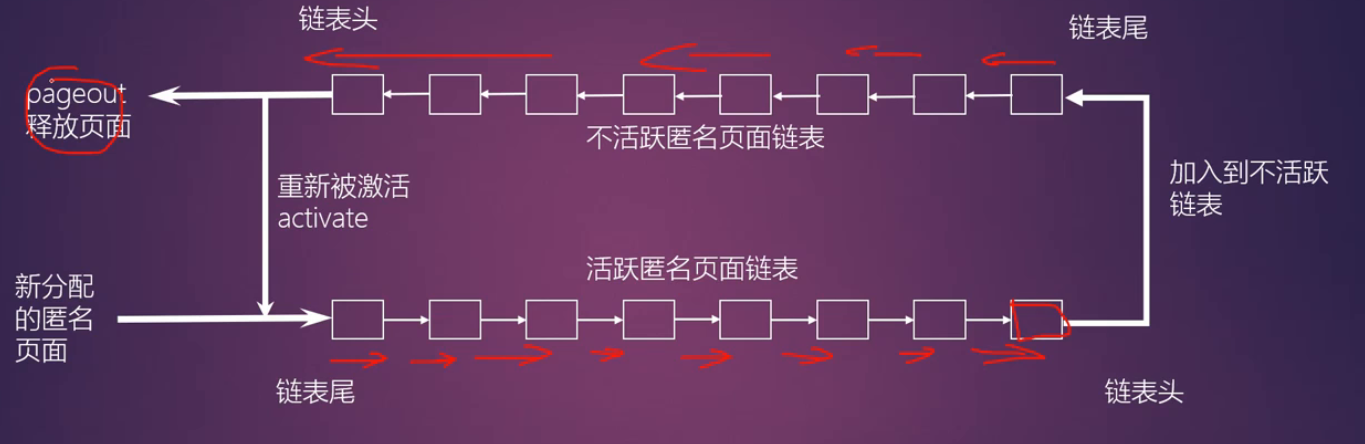 链表头
链表尾
pageout
释放页面
不活跃匿名页面链表
加入到不活跃
链表
重新被激活
activate
活跃匿名页面链表
新分配
的匿名
页面
链表尾
链表头